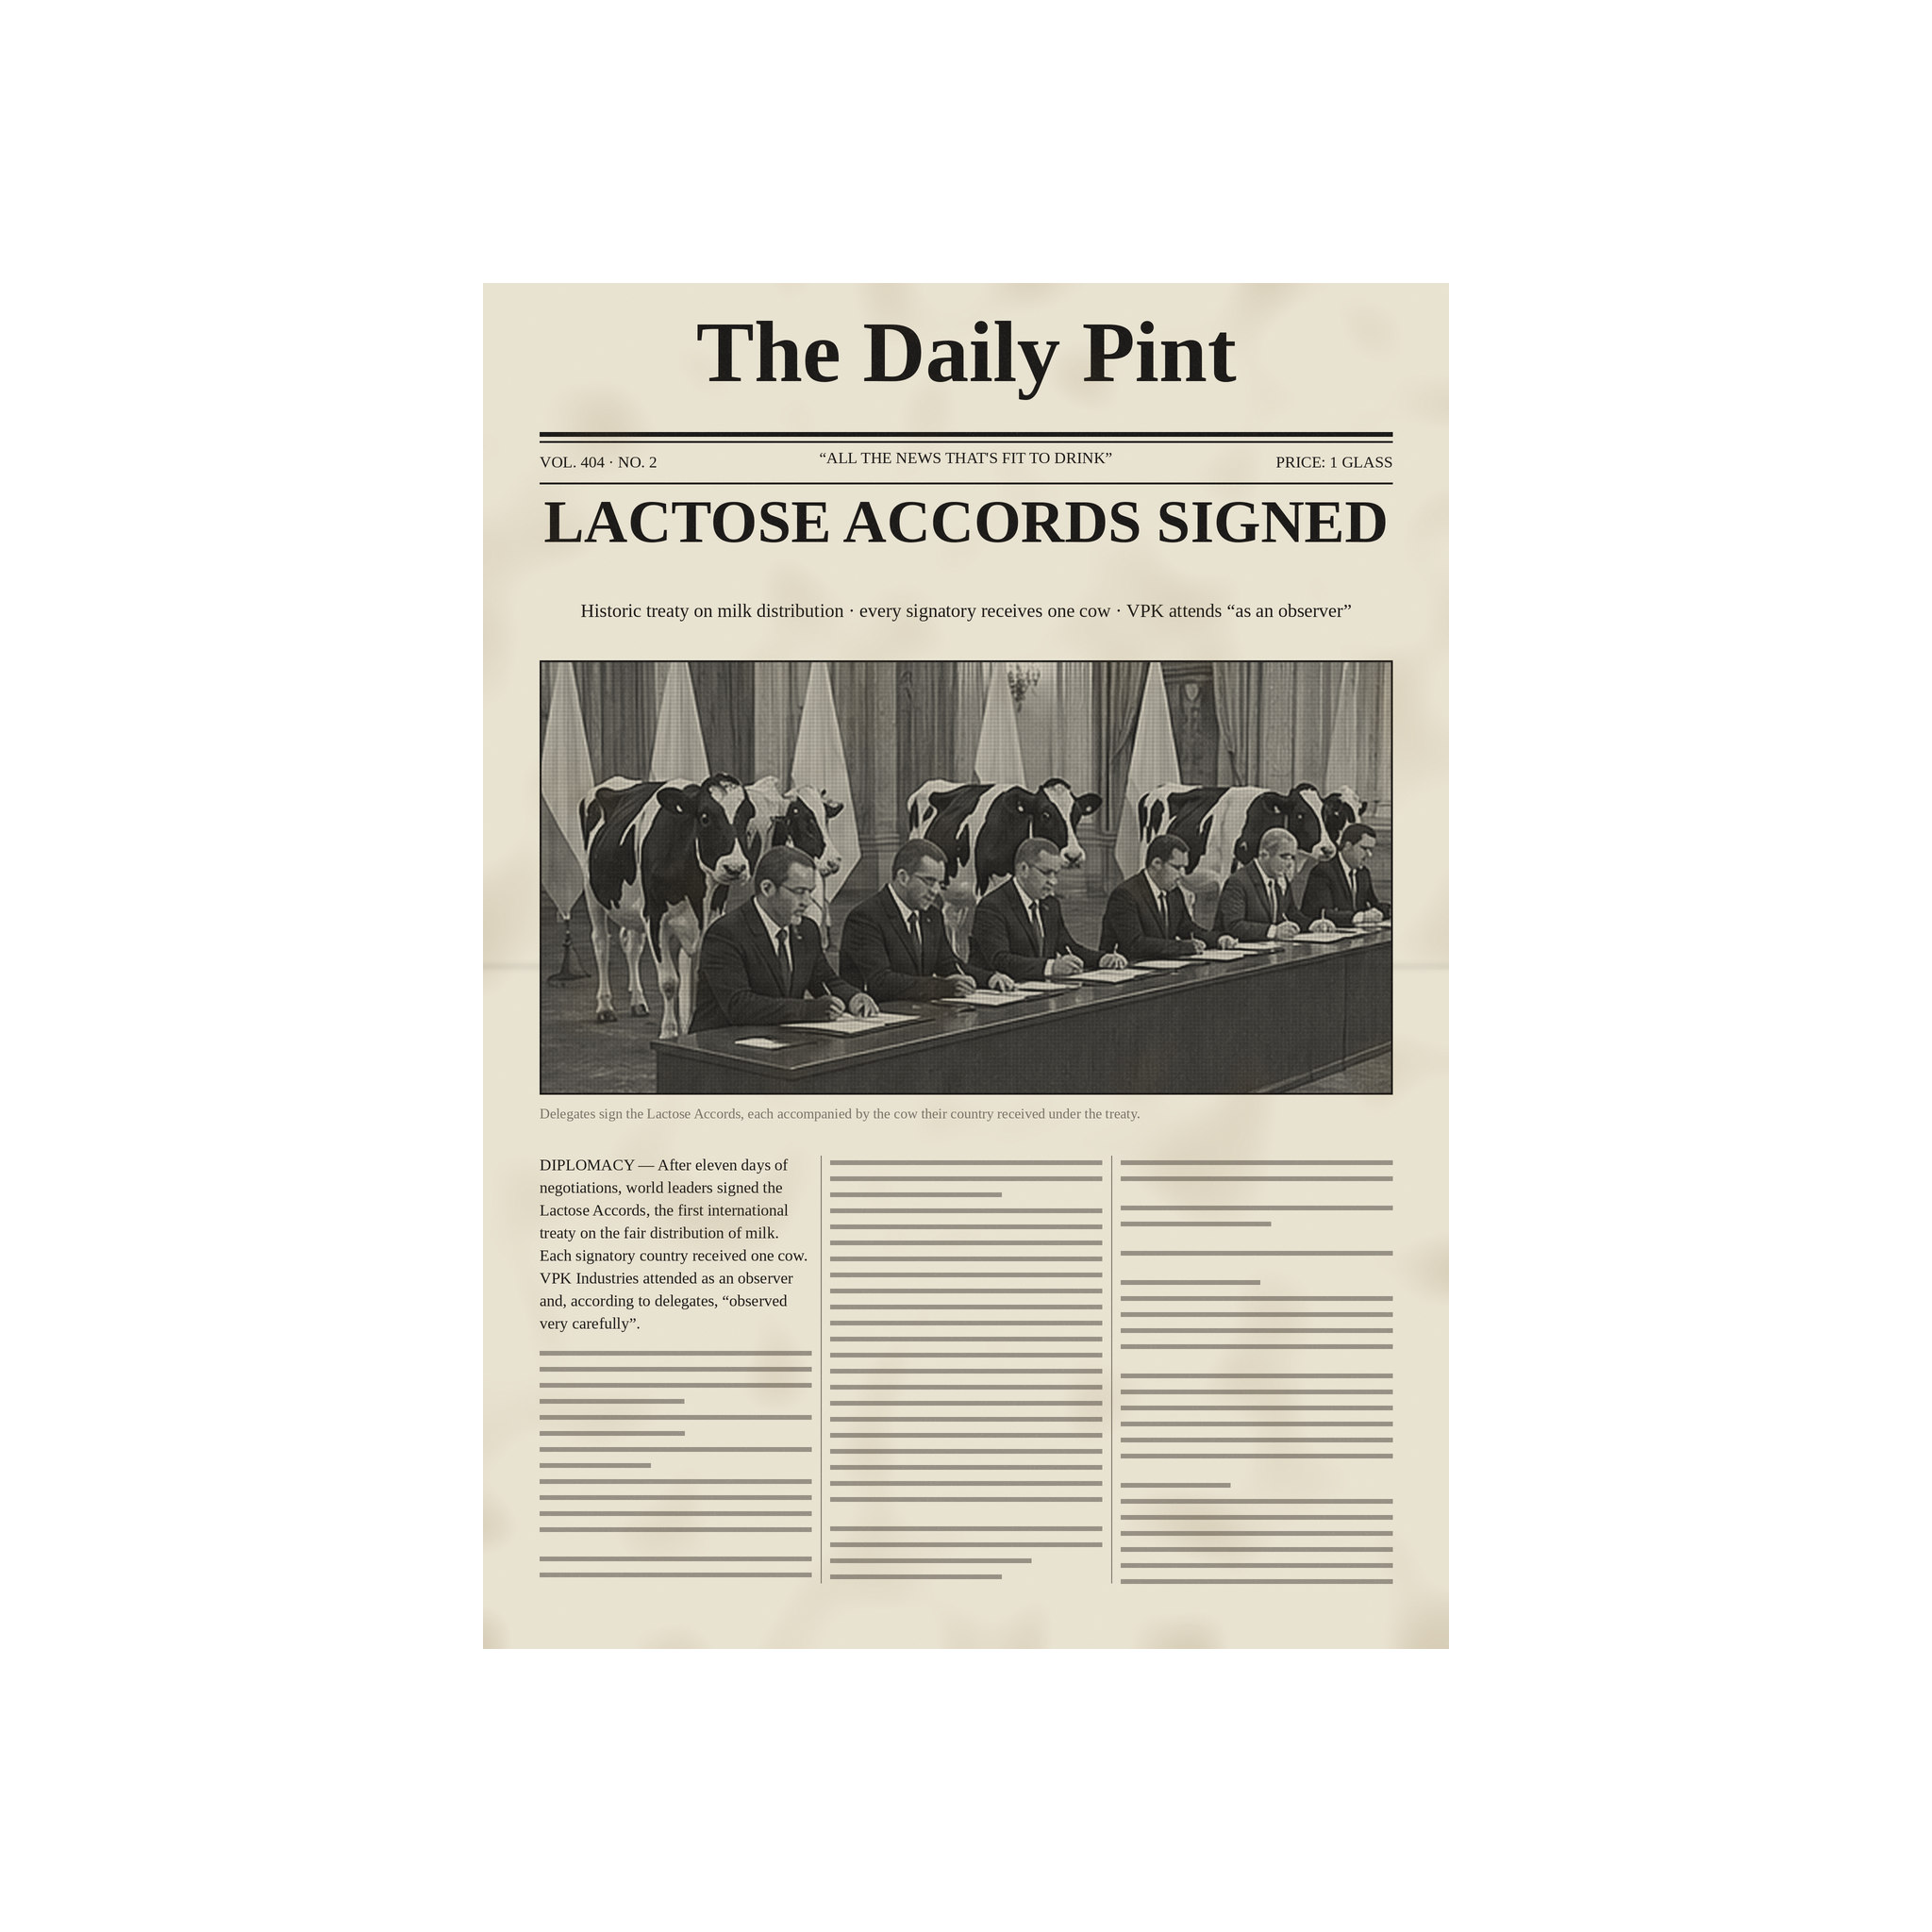 The Daily Pint
VOL. 404 · NO. 2
“ALL THE NEWS THAT'S FIT TO DRINK”
PRICE: 1 GLASS
LACTOSE ACCORDS SIGNED
Historic treaty on milk distribution · every signatory receives one cow · VPK attends “as an observer”
Delegates sign the Lactose Accords, each accompanied by the cow their country received under the treaty.
DIPLOMACY — After eleven days of
negotiations, world leaders signed the
Lactose Accords, the first international
treaty on the fair distribution of milk.
Each signatory country received one cow.
VPK Industries attended as an observer
and, according to delegates, “observed
very carefully”.